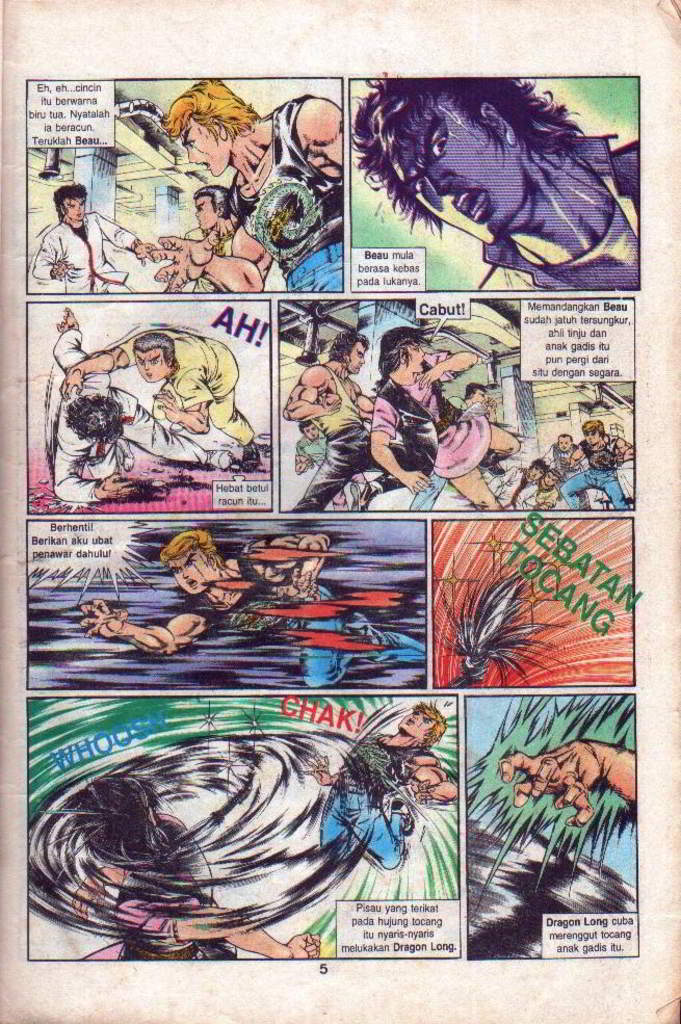 Eh, eh...cincin
itu berwarna
biru tua. Nyatalah
ia beracun.
Teruklah Beau...
Beau mula
berasa kebas
pada lukanya.
AH!
Hebat betul
racun itu...
Cabut!
Memandangkan Beau
sudah jatuh tersungkur,
ahli tinju dan
anak gadis itu
pun pergi dari
situ dengan segera.
Berhenti!
Berikan aku ubat
penawar dahulu!
SEBATAN
TOCANG
WHOOSH
CHAK!
Pisau yang terikat
pada hujung tocang
itu nyaris-nyaris
melukakan Dragon Long.
Dragon Long cuba
merenggut tocang
anak gadis itu.
5